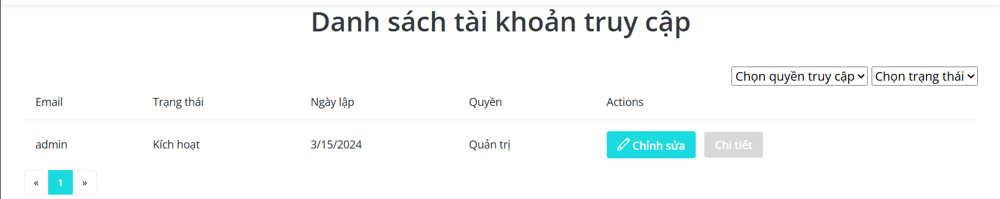 Danh sách tài khoản truy cập
Chọn quyền truy cập Chọn trạng thái
Email Trạng thái Ngày lập Quyền Actions
admin Kích hoạt 3/15/2024 Quản trị Chỉnh sửa Chi tiết
« 1 »